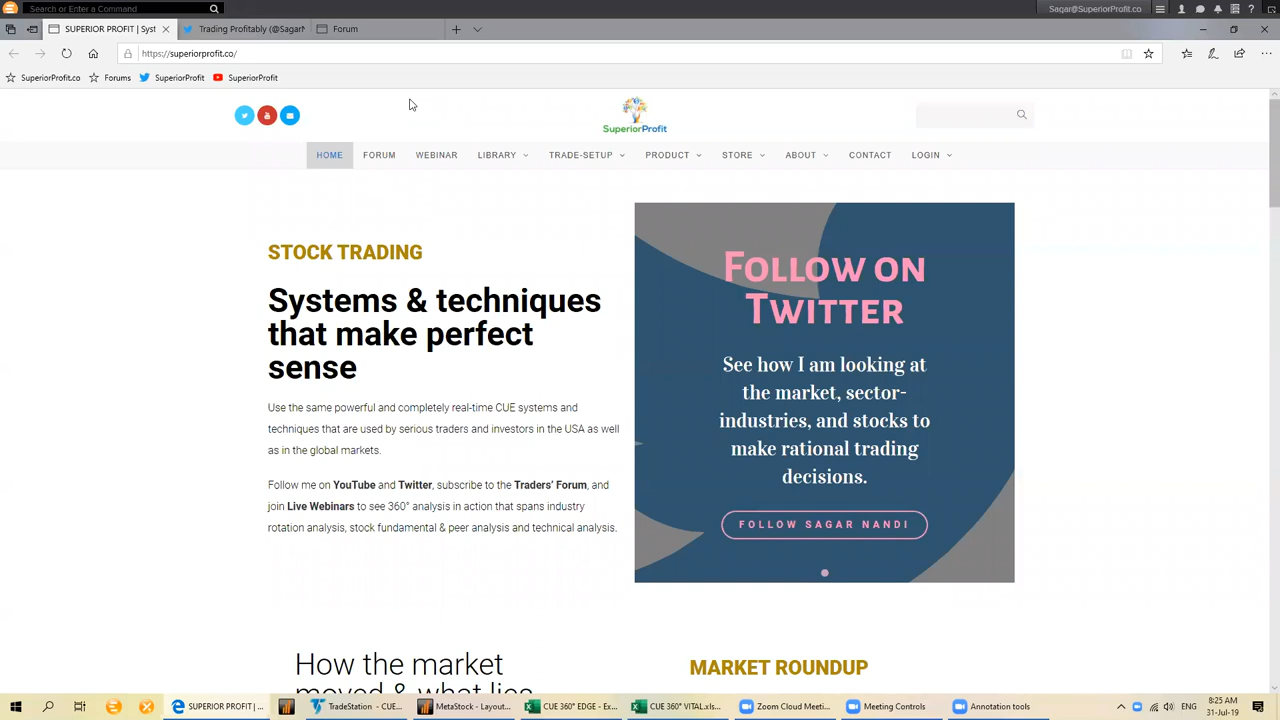 Search or Enter a Command
Sagar@SuperiorProfit.co
SUPERIOR PROFIT | Syst
Trading Profitably (@SagarN
Forum
https://superiorprofit.co/
SuperiorProfit.co
Forums
SuperiorProfit
SuperiorProfit
SuperiorProfit
HOME
FORUM
WEBINAR
LIBRARY
TRADE-SETUP
PRODUCT
STORE
ABOUT
CONTACT
LOGIN
STOCK TRADING
Systems & techniques
that make perfect
sense
Use the same powerful and completely real-time CUE systems and
techniques that are used by serious traders and investors in the USA as well
as in the global markets.
Follow me on YouTube and Twitter, subscribe to the Traders’ Forum, and
join Live Webinars to see 360° analysis in action that spans industry
rotation analysis, stock fundamental & peer analysis and technical analysis.
Follow on
Twitter
See how I am looking at
the market, sector-
industries, and stocks to
make rational trading
decisions.
FOLLOW SAGAR NANDI
How the market
moved & what lies
MARKET ROUNDUP
SUPERIOR PROFIT | ...
TradeStation - CUE...
MetaStock - Layout...
CUE 360° EDGE - Ex...
CUE 360° VITAL.xls...
Zoom Cloud Meeti...
Meeting Controls
Annotation tools
ENG
8:25 AM
31-Jul-19